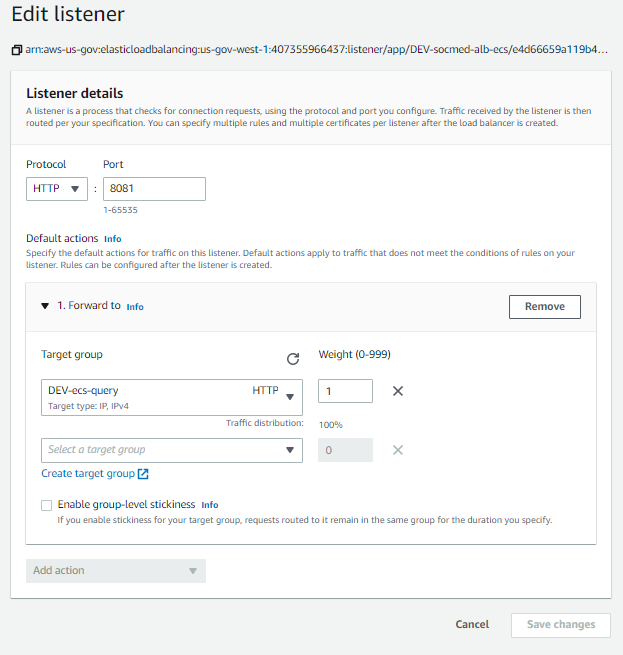 Edit listener
arn:aws-us-gov:elasticloadbalancing:us-gov-west-1:407355966437:listener/app/DEV-socmed-alb-ecs/e4d66659a119b4...
Listener details
A listener is a process that checks for connection requests, using the protocol and port you configure. Traffic received by the listener is then
routed per your specification. You can specify multiple rules and multiple certificates per listener after the load balancer is created.
Protocol Port
HTTP : 8081
1-65535
Default actions Info
Specify the default actions for traffic on this listener. Default actions apply to traffic that does not meet the conditions of rules on your
listener. Rules can be configured after the listener is created.
1. Forward to Info Remove
Target group Weight (0-999)
DEV-ecs-query HTTP 1
Target type: IP, IPv4
Traffic distribution: 100%
Select a target group 0
Create target group
Enable group-level stickiness Info
If you enable stickiness for your target group, requests routed to it remain in the same group for the duration you specify.
Add action
Cancel Save changes